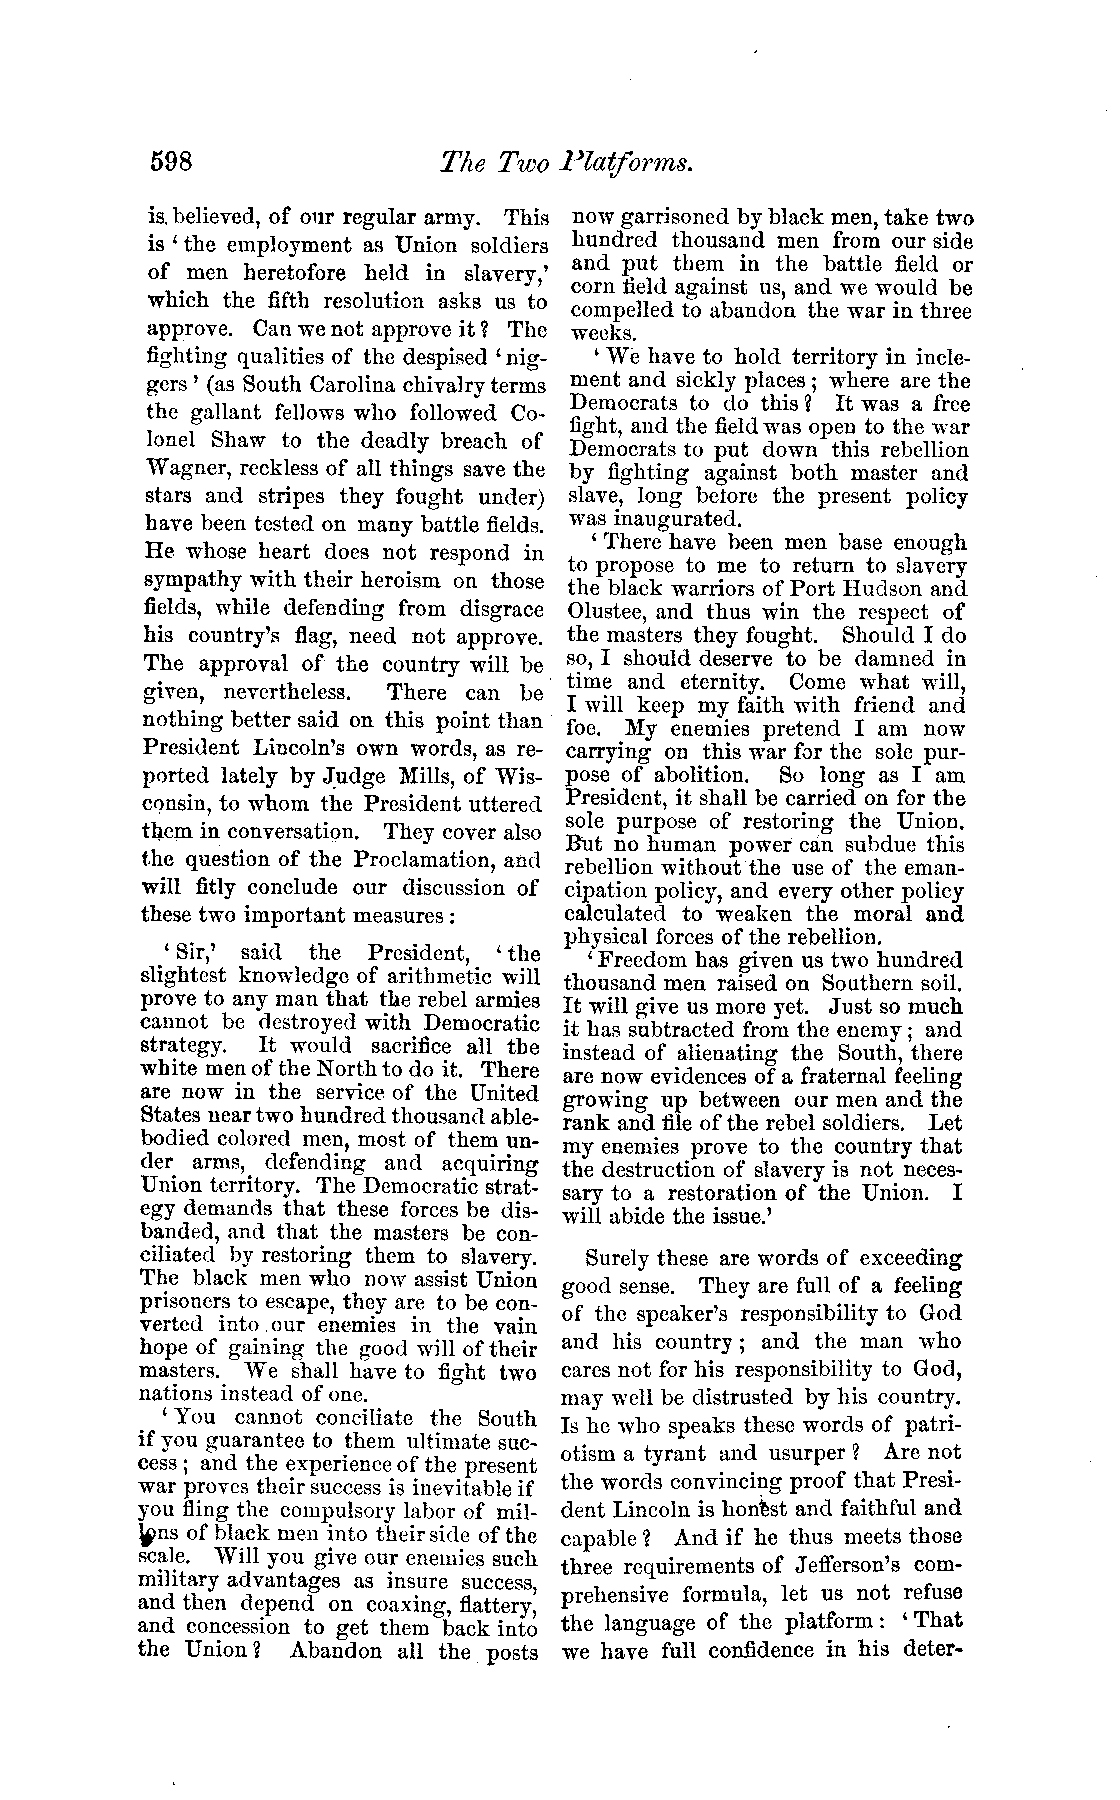 598
The Two Platforms.
is believed, of our regular army. This
is ‘ the employment as Union soldiers
of men heretofore held in slavery,’
which the fifth resolution asks us to
approve. Can we not approve it? The
fighting qualities of the despised ‘ nig-
gers ’ (as South Carolina chivalry terms
the gallant fellows who followed Co-
lonel Shaw to the deadly breach of
Wagner, reckless of all things save the
stars and stripes they fought under)
have been tested on many battle fields.
He whose heart does not respond in
sympathy with their heroism on those
fields, while defending from disgrace
his country’s flag, need not approve.
The approval of the country will be
given, nevertheless. There can be
nothing better said on this point than
President Lincoln’s own words, as re-
ported lately by Judge Mills, of Wis-
consin, to whom the President uttered
them in conversation. They cover also
the question of the Proclamation, and
will fitly conclude our discussion of
these two important measures :
‘ Sir,’ said the President, ‘ the
slightest knowledge of arithmetic will
prove to any man that the rebel armies
cannot be destroyed with Democratic
strategy. It would sacrifice all the
white men of the North to do it. There
are now in the service of the United
States near two hundred thousand able-
bodied colored men, most of them un-
der arms, defending and acquiring
Union territory. The Democratic strat-
egy demands that these forces be dis-
banded, and that the masters be con-
ciliated by restoring them to slavery.
The black men who now assist Union
prisoners to escape, they are to be con-
verted into our enemies in the vain
hope of gaining the good will of their
masters. We shall have to fight two
nations instead of one.
‘ You cannot conciliate the South
if you guarantee to them ultimate suc-
cess ; and the experience of the present
war proves their success is inevitable if
you fling the compulsory labor of mil-
lions of black men into their side of the
scale. Will you give our enemies such
military advantages as insure success,
and then depend on coaxing, flattery,
and concession to get them back into
the Union? Abandon all the posts
now garrisoned by black men, take two
hundred thousand men from our side
and put them in the battle field or
corn field against us, and we would be
compelled to abandon the war in three
weeks.
‘ We have to hold territory in incle-
ment and sickly places ; where are the
Democrats to do this? It was a free
fight, and the field was open to the war
Democrats to put down this rebellion
by fighting against both master and
slave, long before the present policy
was inaugurated.
‘ There have been men base enough
to propose to me to return to slavery
the black warriors of Port Hudson and
Olustee, and thus win the respect of
the masters they fought. Should I do
so, I should deserve to be damned in
time and eternity. Come what will,
I will keep my faith with friend and
foe. My enemies pretend I am now
carrying on this war for the sole pur-
pose of abolition. So long as I am
President, it shall be carried on for the
sole purpose of restoring the Union.
But no human power can subdue this
rebellion without the use of the eman-
cipation policy, and every other policy
calculated to weaken the moral and
physical forces of the rebellion.
‘ Freedom has given us two hundred
thousand men raised on Southern soil.
It will give us more yet. Just so much
it has subtracted from the enemy ; and
instead of alienating the South, there
are now evidences of a fraternal feeling
growing up between our men and the
rank and file of the rebel soldiers. Let
my enemies prove to the country that
the destruction of slavery is not neces-
sary to a restoration of the Union. I
will abide the issue.’
Surely these are words of exceeding
good sense. They are full of a feeling
of the speaker’s responsibility to God
and his country ; and the man who
cares not for his responsibility to God,
may well be distrusted by his country.
Is he who speaks these words of patri-
otism a tyrant and usurper? Are not
the words convincing proof that Presi-
dent Lincoln is honest and faithful and
capable? And if he thus meets those
three requirements of Jefferson’s com-
prehensive formula, let us not refuse
the language of the platform : ‘ That
we have full confidence in his deter-